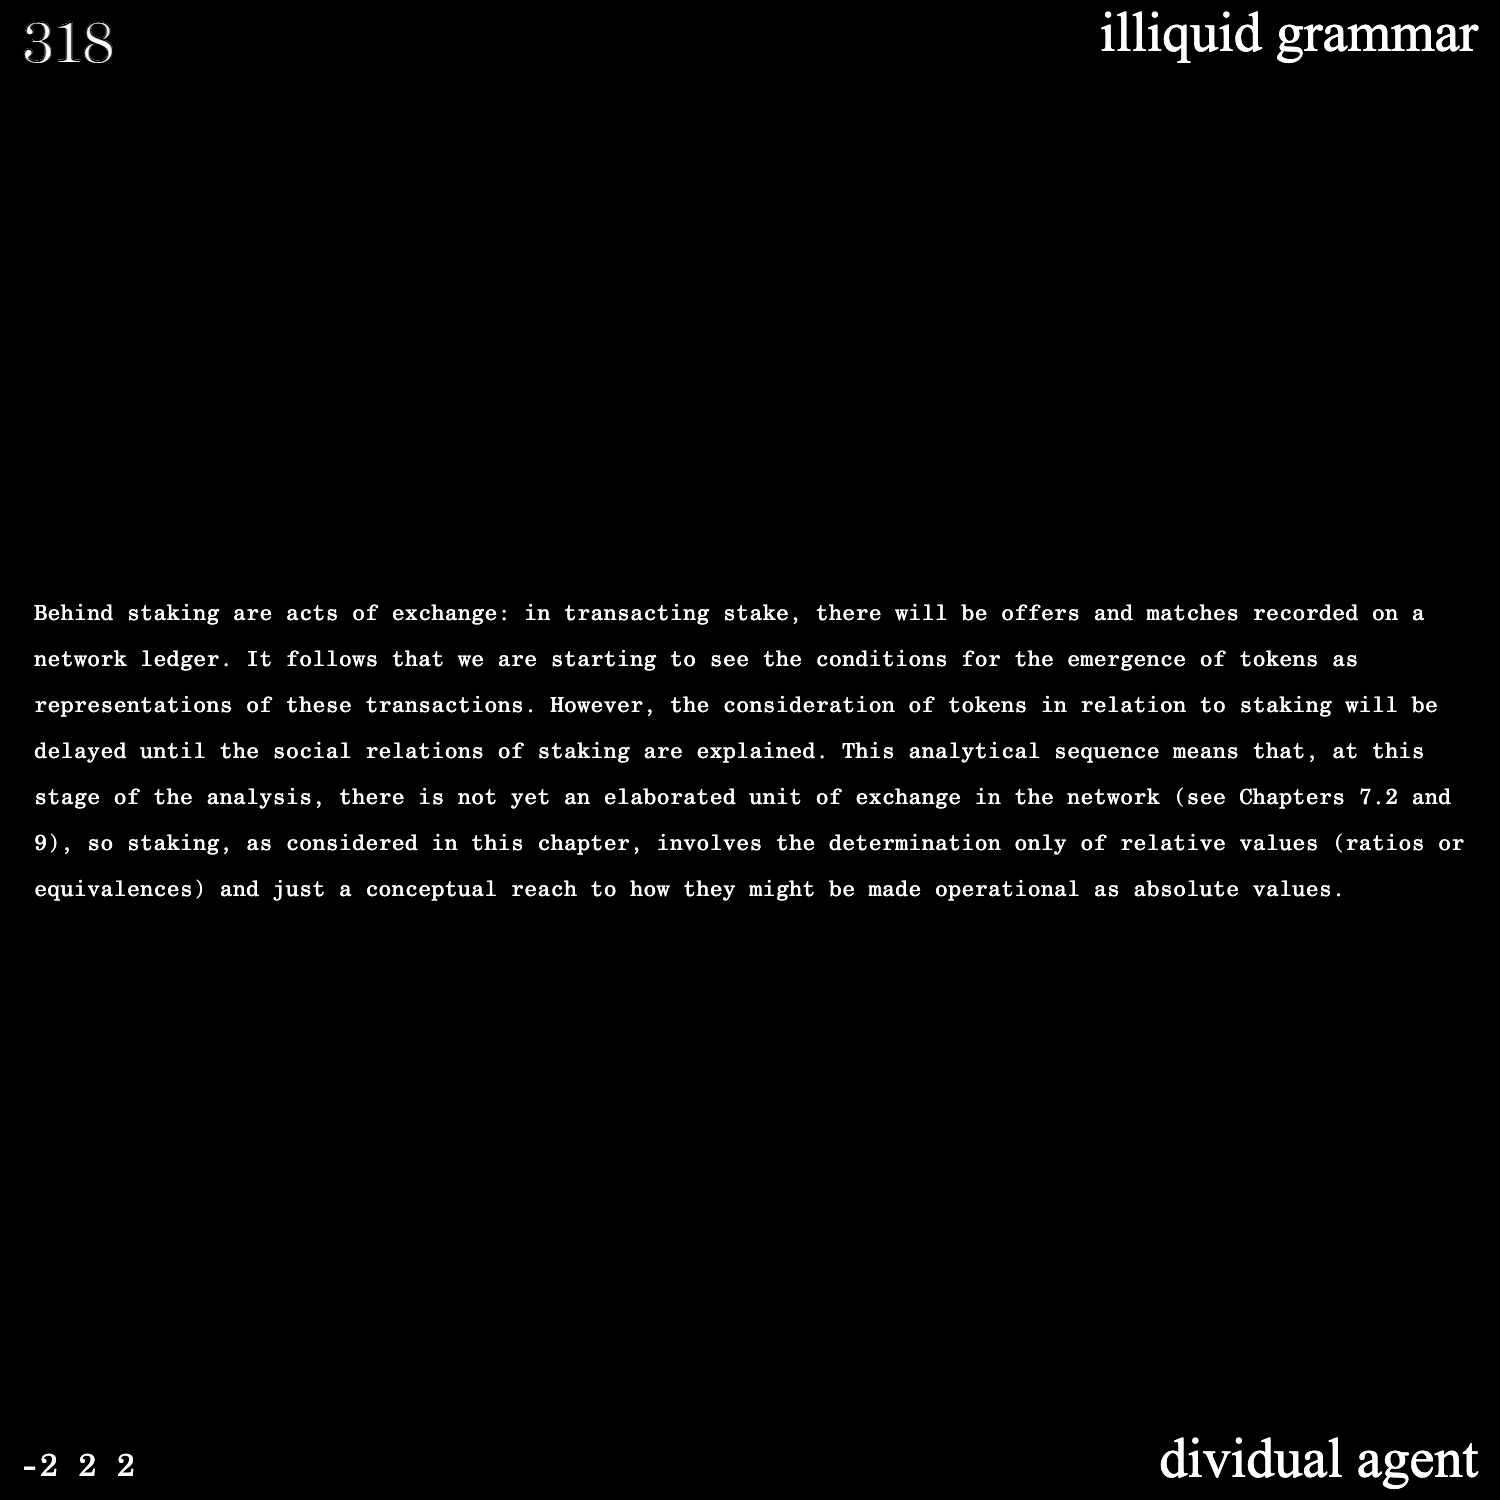 318
illiquid grammar
Behind staking are acts of exchange: in transacting stake, there will be offers and matches recorded on a
network ledger. It follows that we are starting to see the conditions for the emergence of tokens as
representations of these transactions. However, the consideration of tokens in relation to staking will be
delayed until the social relations of staking are explained. This analytical sequence means that, at this
stage of the analysis, there is not yet an elaborated unit of exchange in the network (see Chapters 7.2 and
9), so staking, as considered in this chapter, involves the determination only of relative values (ratios or
equivalences) and just a conceptual reach to how they might be made operational as absolute values.
-2 2 2
dividual agent